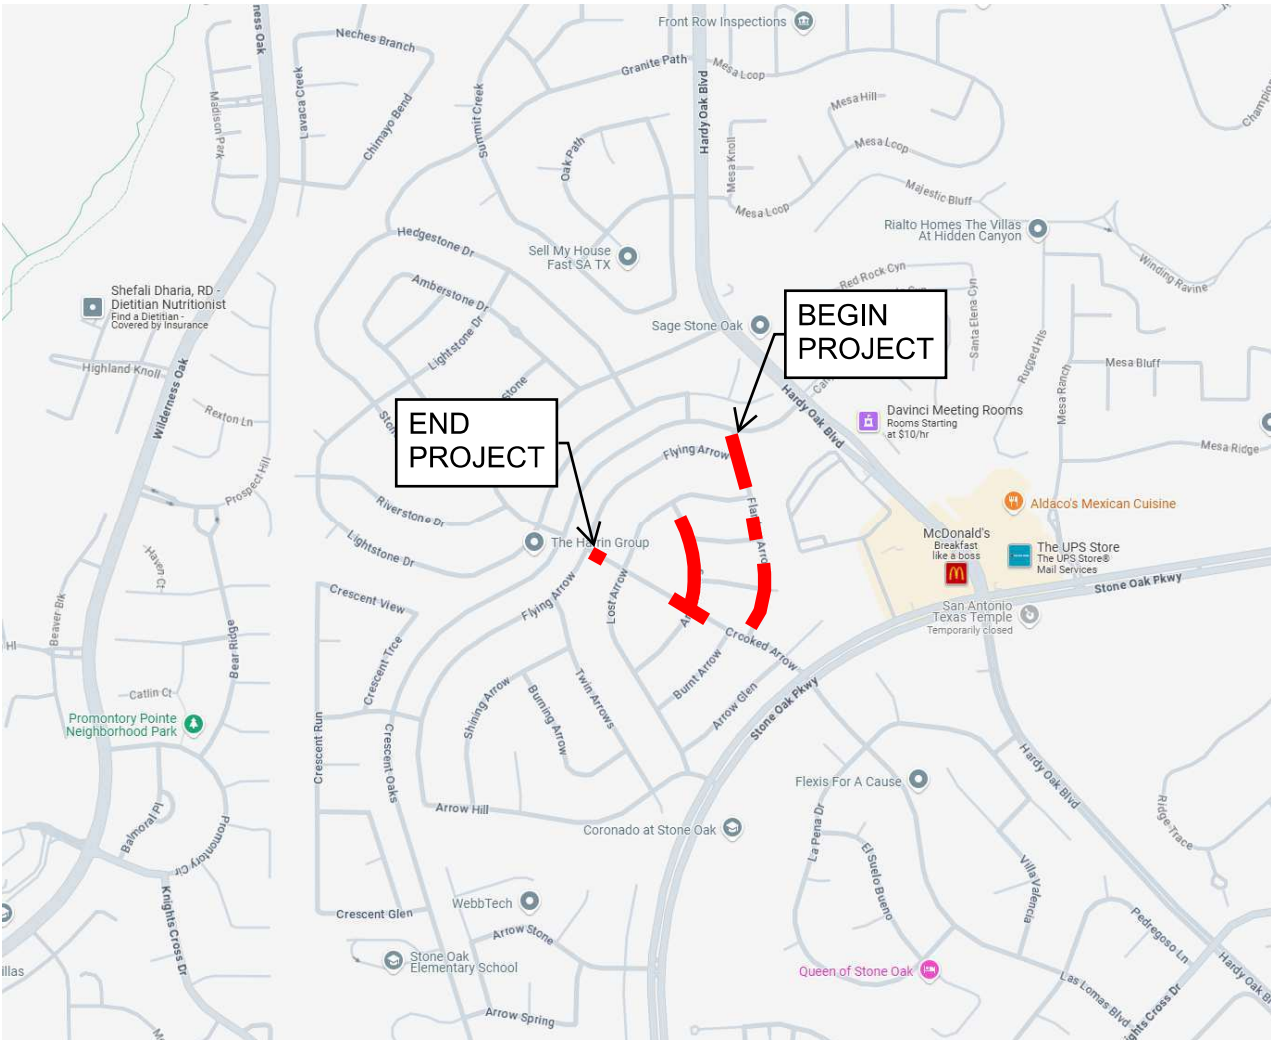 ness Oak
Neches Branch
Front Row Inspections
Granite Path
Mesa Loop
Hardy Oak Blvd
Madison Park
Lavaca Creek
Chimayo Bend
Summit Creek
Oak Path
Mesa Hill
Mesa Loop
Mesa Knoll
Majestic Bluff
Mesa Loop
Rialto Homes The Villas
At Hidden Canyon
Winding Ravine
Hedgestone Dr
Sell My House
Fast SA TX
Red Rock Cyn
Santa Elena Cyn
Amberstone Dr
Shefali Dharia, RD -
Dietitian Nutritionist
Find a Dietitian -
Covered by Insurance
Sage Stone Oak
BEGIN
PROJECT
Lightstone Dr
Rugged Hls
Mesa Bluff
Mesa Ranch
Highland Knoll
Wilderness Oak
stone
Hardy Oak Blvd
Davinci Meeting Rooms
Rooms Starting
at $10/hr
Rexton Ln
END
PROJECT
Flying Arrow
Mesa Ridge
Prospect Hill
Riverstone Dr
Aldaco's Mexican Cuisine
Lightstone Dr
McDonald's
Breakfast
like a boss
The UPS Store
The UPS Store®
Mail Services
Haven Ct
Stone Oak Pkwy
Crescent View
Flying Arrow
Lost Arrow
San Antonio
Texas Temple
Temporarily closed
Beaver Brk
Bear Ridge
Hl
Crescent Trce
Crooked Arrow
Burnt Arrow
Catlin Ct
Twin Arrows
Shining Arrow
Burning Arrow
Arrow Glen
Stone Oak Pkwy
Promontory Pointe
Neighborhood Park
Crescent Run
Crescent Oaks
Hardy Oak Blvd
Flexis For A Cause
Arrow Hill
Balmoral Pl
Promontory Cir
Coronado at Stone Oak
La Pena Dr
Ridge Trace
El Suelo Bueno
Villa Valencia
Knights Cross Dr
WebbTech
Crescent Glen
Arrow Stone
Pedregoso Ln
Stone Oak
Elementary School
Queen of Stone Oak
illas
Las Lomas Blvd
Hardy Oak B
ghts Cross Dr
Arrow Spring